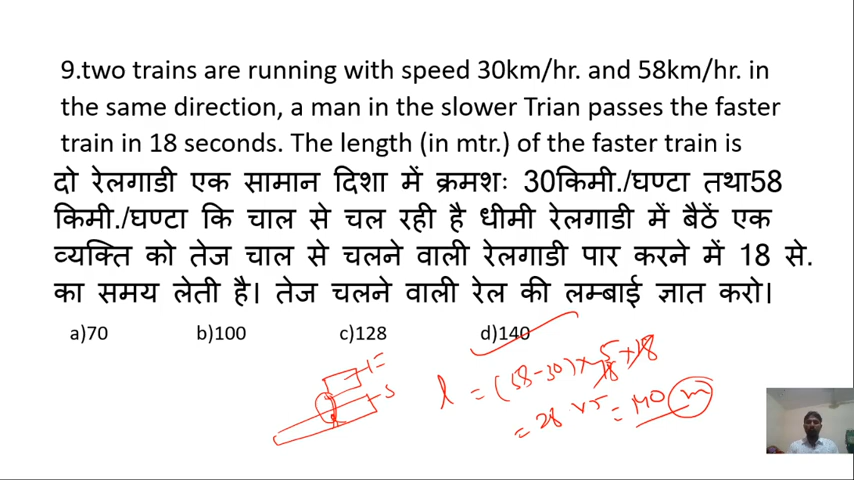 9.two trains are running with speed 30km/hr. and 58km/hr. in
the same direction, a man in the slower Trian passes the faster
train in 18 seconds. The length (in mtr.) of the faster train is
दो रेलगाडी एक सामान दिशा में क्रमशः 30किमी./घण्टा तथा58
किमी./घण्टा कि चाल से चल रही है धीमी रेलगाडी में बैठें एक
व्यक्ति को तेज चाल से चलने वाली रेलगाडी पार करने में 18 से.
का समय लेती है। तेज चलने वाली रेल की लम्बाई ज्ञात करो।
a)70 b)100 c)128 d)140
l = (58-30) × 5/18 × 18
= 28 × 5 = 140 m
F
S